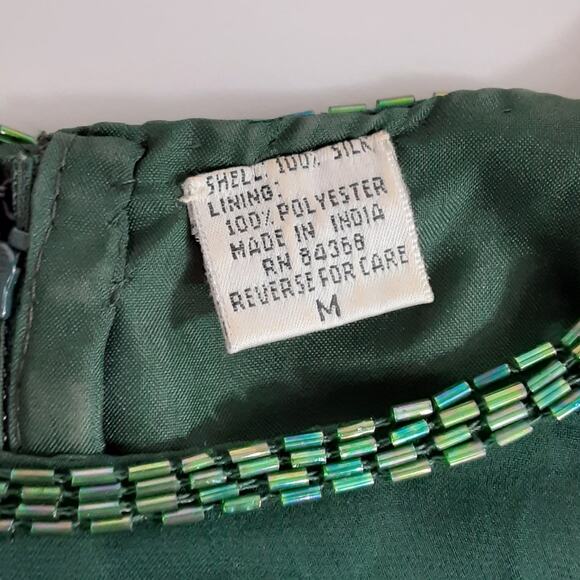 SHELL: 100% SILK
LINING:
100% POLYESTER
MADE IN INDIA
RN 84368
REVERSE FOR CARE
M